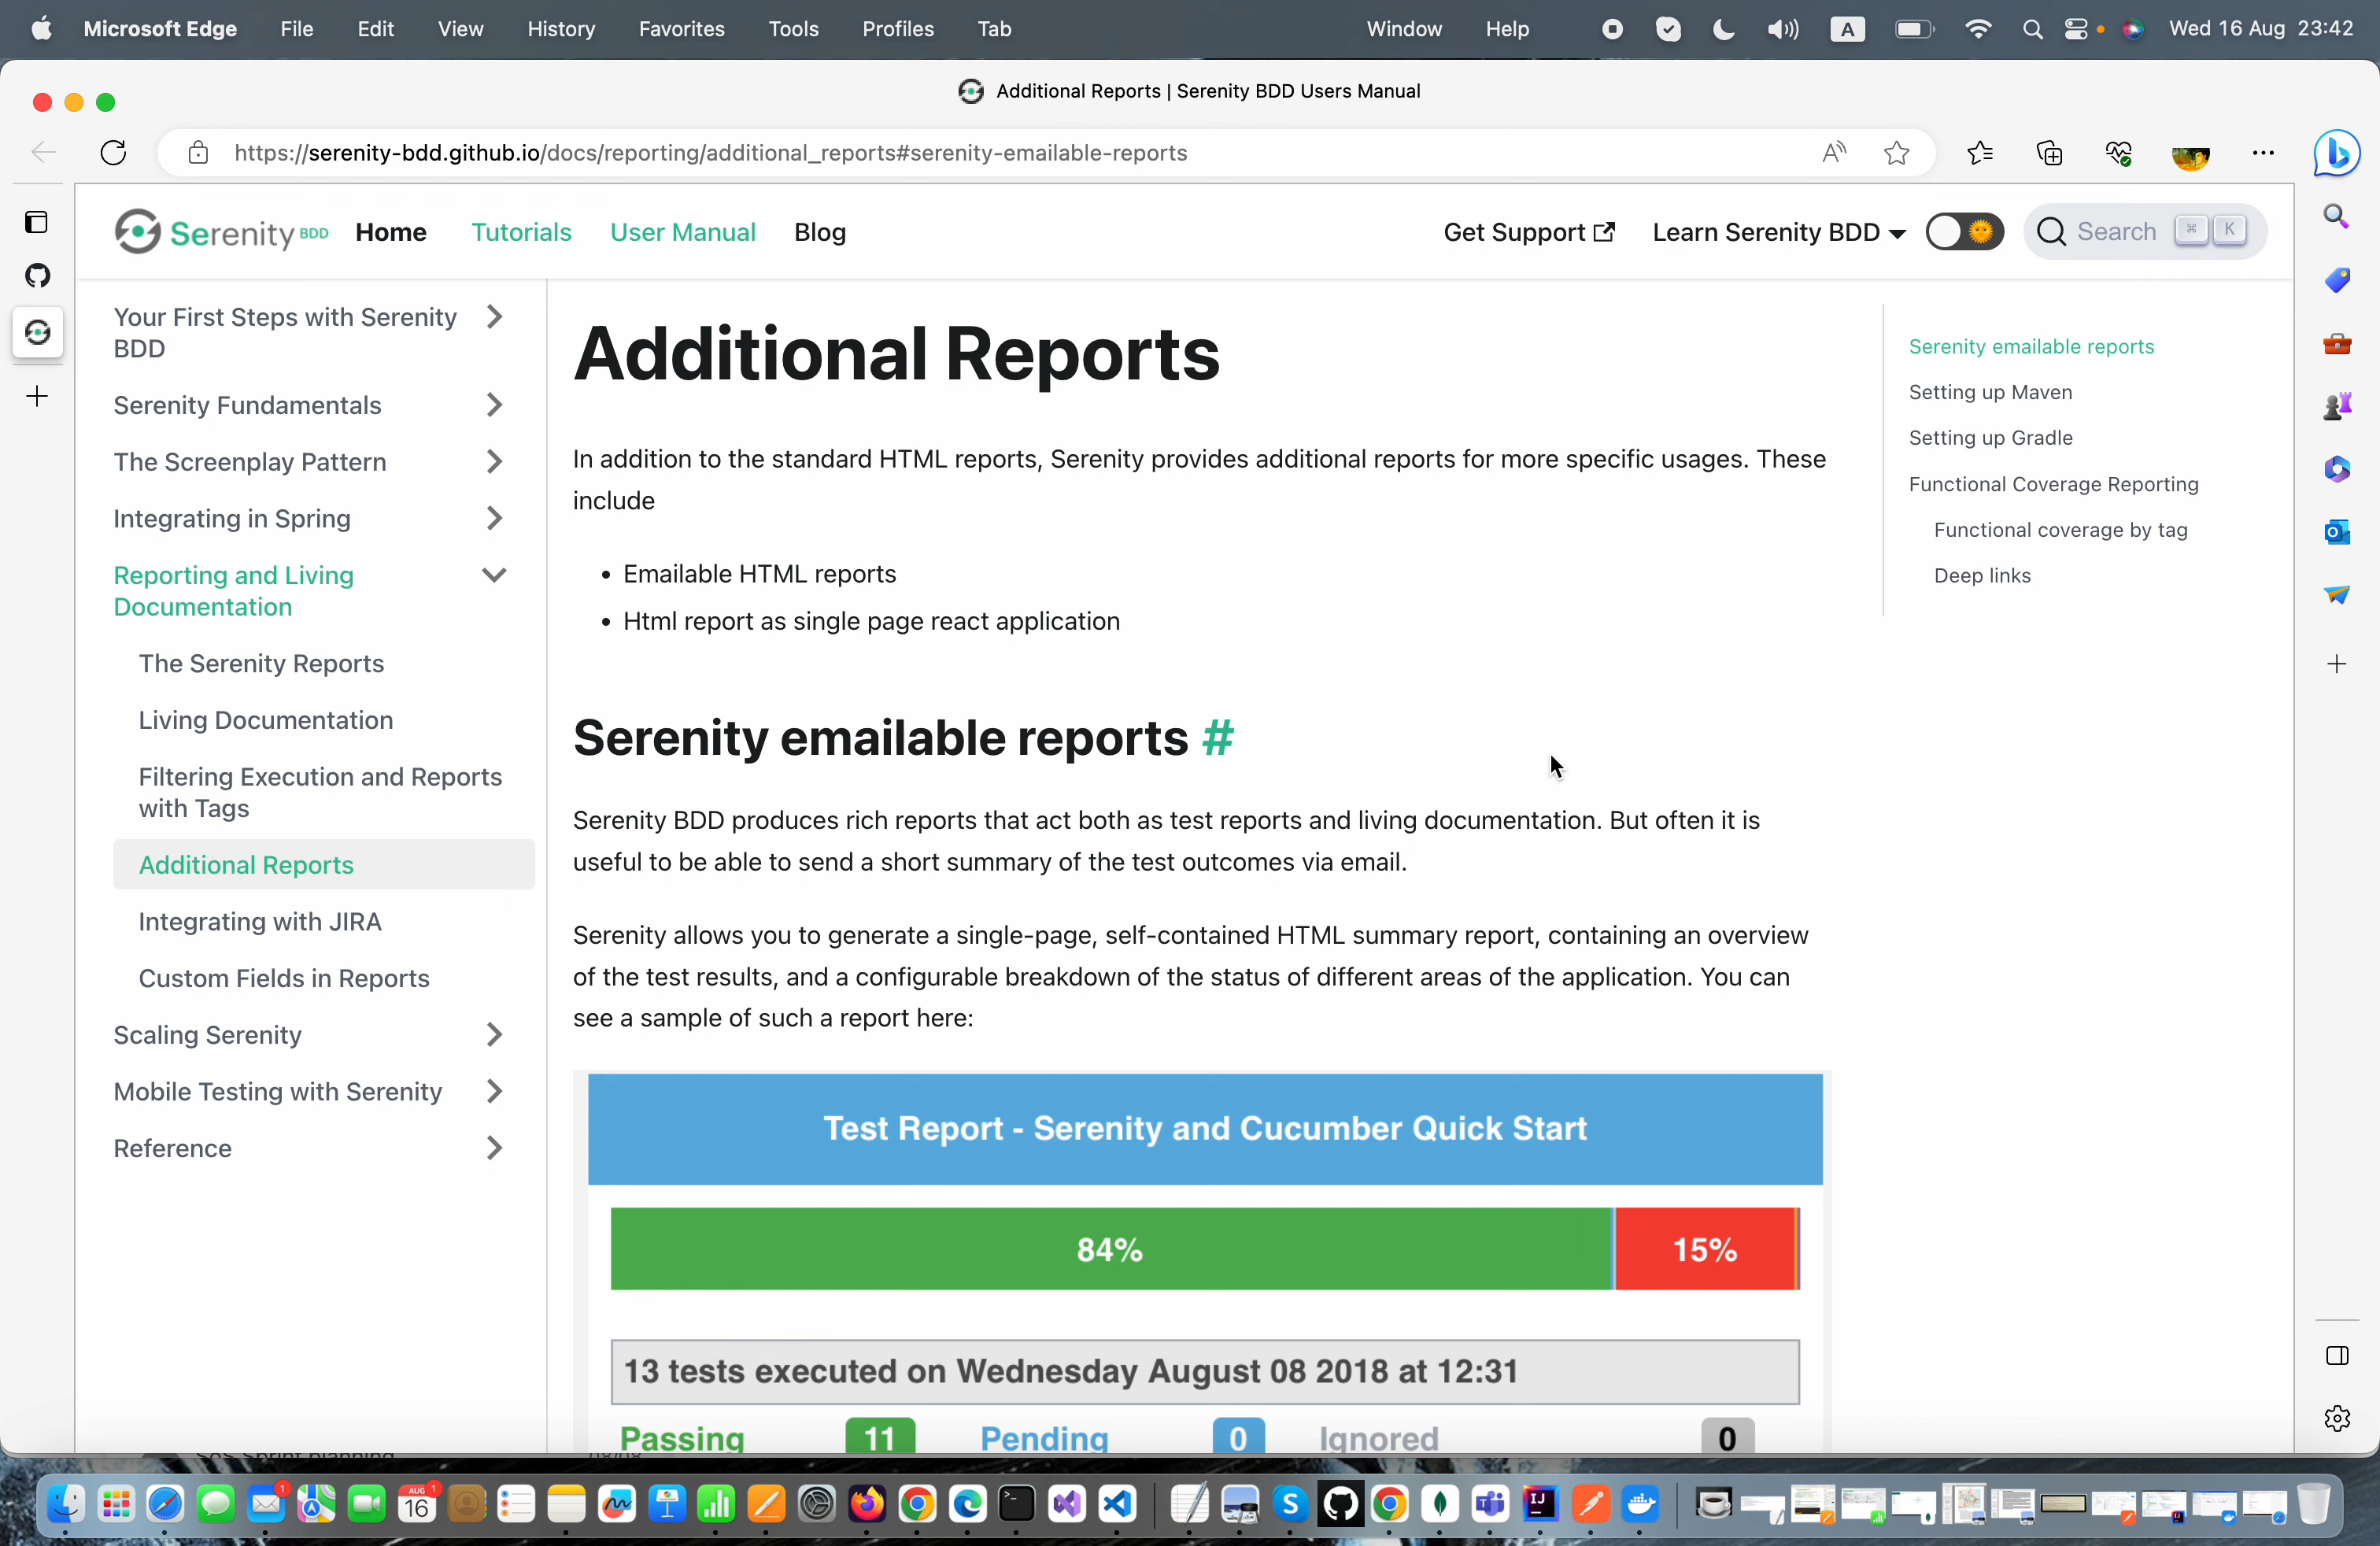 Microsoft Edge File Edit View History Favorites Tools Profiles Tab Window Help A Wed 16 Aug 23:42
Additional Reports | Serenity BDD Users Manual
https://serenity-bdd.github.io/docs/reporting/additional_reports#serenity-emailable-reports
Serenity BDD Home Tutorials User Manual Blog Get Support Learn Serenity BDD Search ⌘ K
Your First Steps with Serenity
BDD
Serenity Fundamentals
The Screenplay Pattern
Integrating in Spring
Reporting and Living
Documentation
The Serenity Reports
Living Documentation
Filtering Execution and Reports
with Tags
Additional Reports
Integrating with JIRA
Custom Fields in Reports
Scaling Serenity
Mobile Testing with Serenity
Reference
Additional Reports
In addition to the standard HTML reports, Serenity provides additional reports for more specific usages. These
include
• Emailable HTML reports
• Html report as single page react application
Serenity emailable reports #
Serenity BDD produces rich reports that act both as test reports and living documentation. But often it is
useful to be able to send a short summary of the test outcomes via email.
Serenity allows you to generate a single-page, self-contained HTML summary report, containing an overview
of the test results, and a configurable breakdown of the status of different areas of the application. You can
see a sample of such a report here:
Test Report - Serenity and Cucumber Quick Start
84% 15%
13 tests executed on Wednesday August 08 2018 at 12:31
Passing 11 Pending 0 Ignored 0
Serenity emailable reports
Setting up Maven
Setting up Gradle
Functional Coverage Reporting
Functional coverage by tag
Deep links
1 AUG 16 1